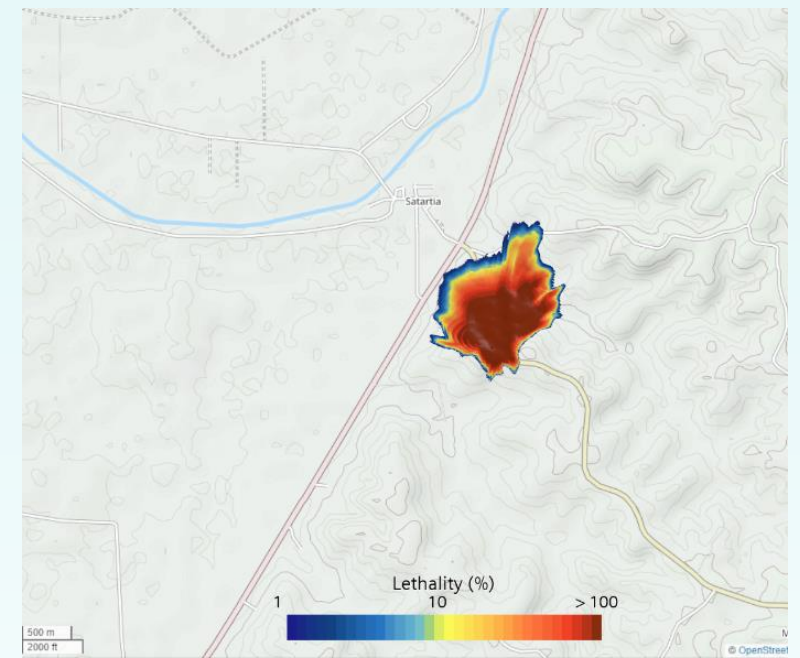 Satartia
Lethality (%)
1 10 > 100
500 m
2000 ft
M
© OpenStreet